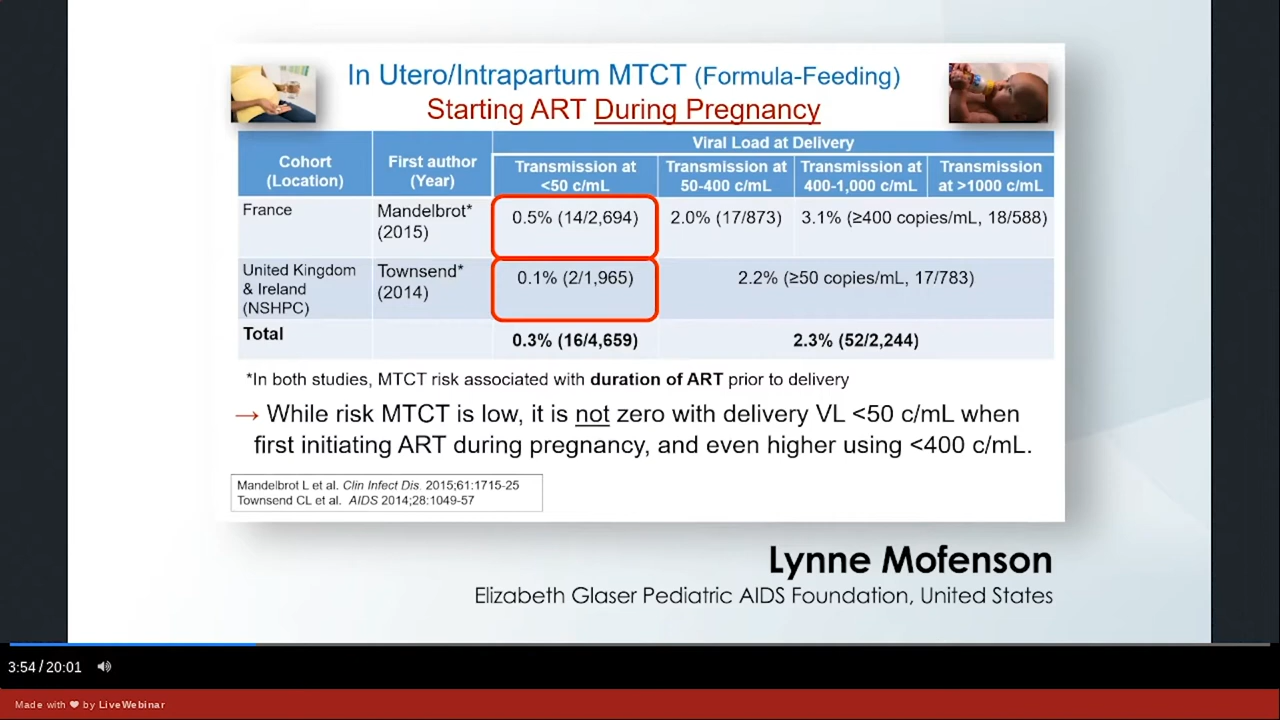 In Utero/Intrapartum MTCT (Formula-Feeding)
Starting ART During Pregnancy
Cohort
(Location)
First author
(Year)
Viral Load at Delivery
Transmission at
<50 c/mL
Transmission at
50-400 c/mL
Transmission at
400-1,000 c/mL
Transmission
at >1000 c/mL
France
Mandelbrot*
(2015)
0.5% (14/2,694)
2.0% (17/873)
3.1% (≥400 copies/mL, 18/588)
United Kingdom
& Ireland
(NSHPC)
Townsend*
(2014)
0.1% (2/1,965)
2.2% (≥50 copies/mL, 17/783)
Total
0.3% (16/4,659)
2.3% (52/2,244)
*In both studies, MTCT risk associated with duration of ART prior to delivery
→ While risk MTCT is low, it is not zero with delivery VL <50 c/mL when
first initiating ART during pregnancy, and even higher using <400 c/mL.
Mandelbrot L et al. Clin Infect Dis. 2015;61:1715-25
Townsend CL et al. AIDS 2014;28:1049-57
Lynne Mofenson
Elizabeth Glaser Pediatric AIDS Foundation, United States
3:54 / 20:01
Made with ❤ by LiveWebinar